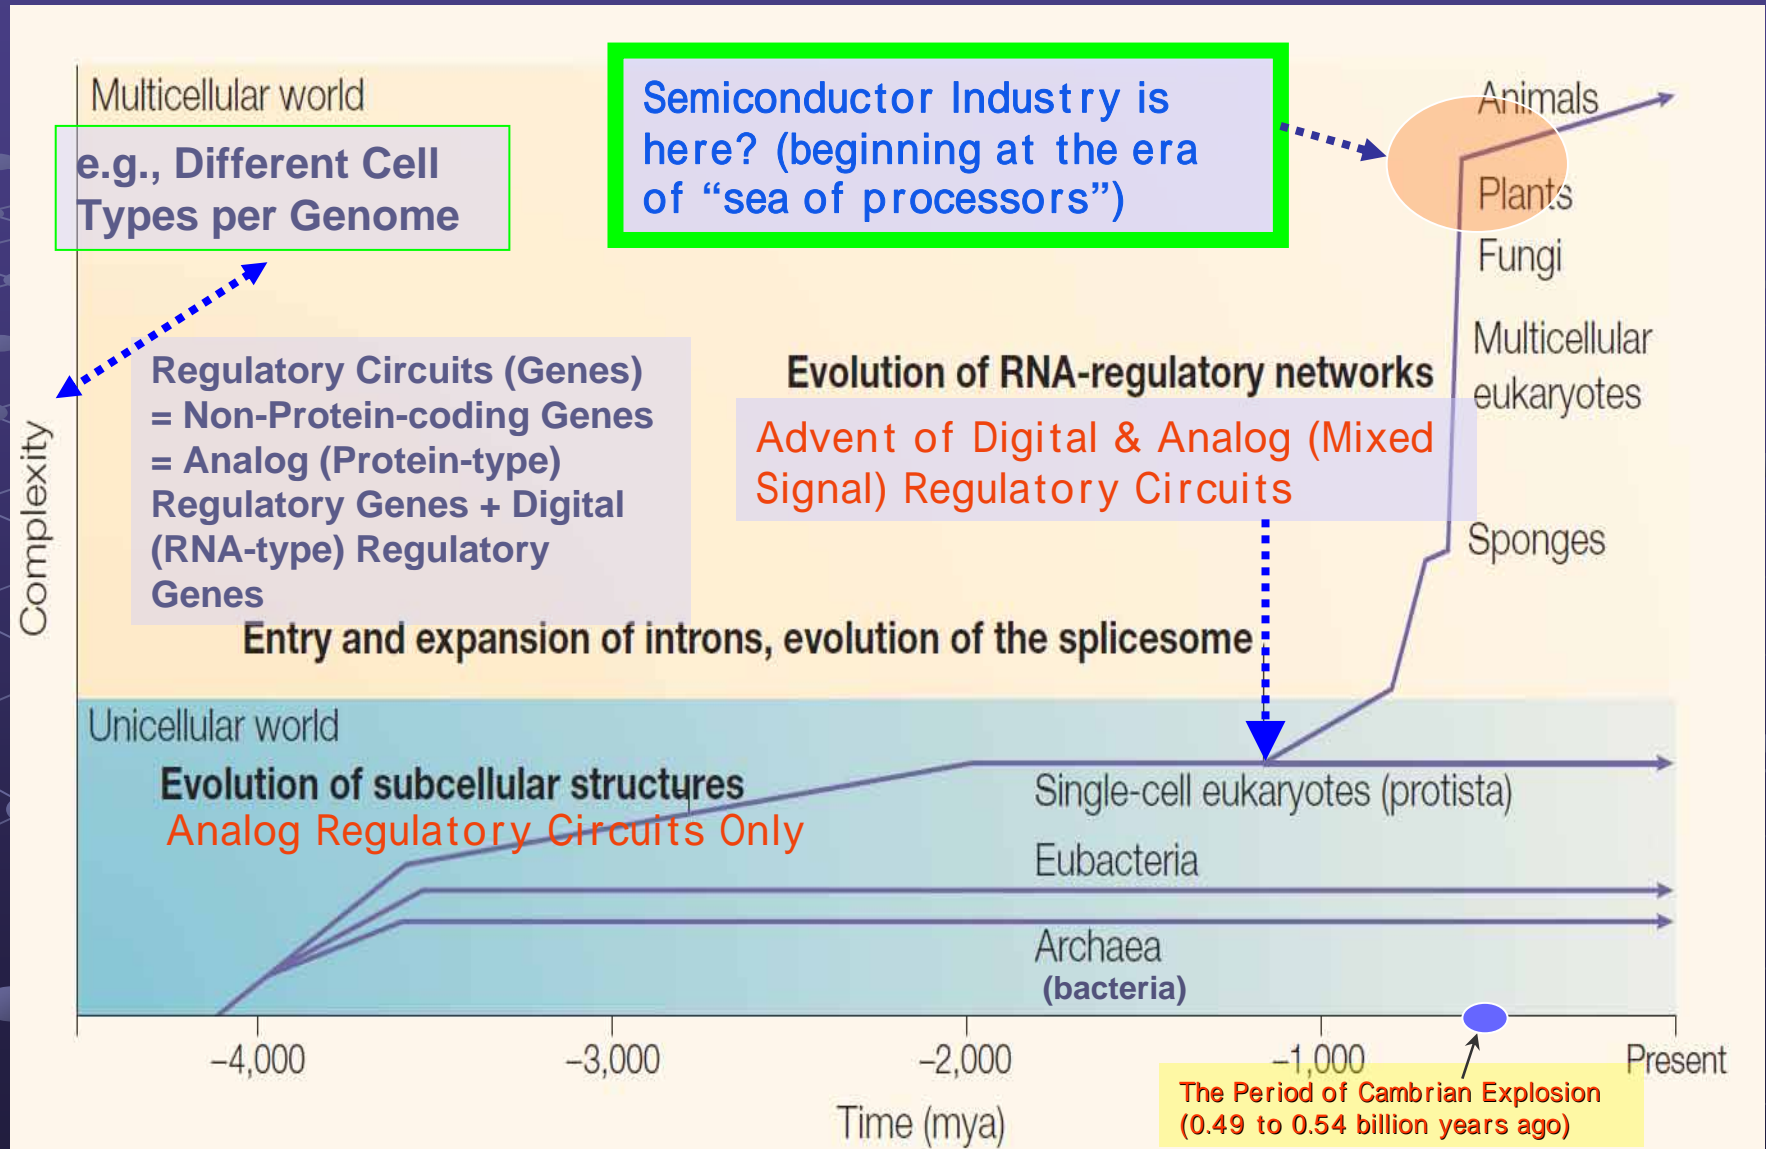 Multicellular world
e.g., Different Cell
Types per Genome
Semiconductor Industry is
here? (beginning at the era
of “sea of processors”)
Animals
Plants
Fungi
Multicellular
eukaryotes
Sponges
Regulatory Circuits (Genes)
= Non-Protein-coding Genes
= Analog (Protein-type)
Regulatory Genes + Digital
(RNA-type) Regulatory
Genes
Evolution of RNA-regulatory networks
Advent of Digital & Analog (Mixed
Signal) Regulatory Circuits
Complexity
Entry and expansion of introns, evolution of the splicesome
Unicellular world
Evolution of subcellular structures
Analog Regulatory Circuits Only
Single-cell eukaryotes (protista)
Eubacteria
Archaea
(bacteria)
–4,000
–3,000
–2,000
–1,000
Present
Time (mya)
The Period of Cambrian Explosion
(0.49 to 0.54 billion years ago)